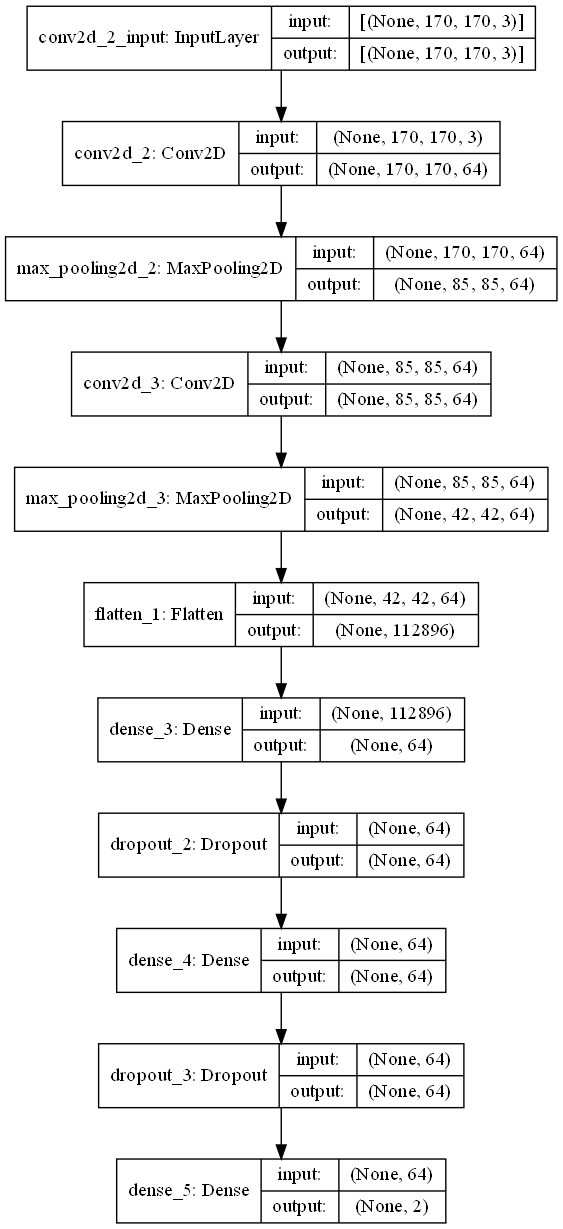 conv2d_2_input: InputLayer
input: [(None, 170, 170, 3)]
output: [(None, 170, 170, 3)]
conv2d_2: Conv2D
input: (None, 170, 170, 3)
output: (None, 170, 170, 64)
max_pooling2d_2: MaxPooling2D
input: (None, 170, 170, 64)
output: (None, 85, 85, 64)
conv2d_3: Conv2D
input: (None, 85, 85, 64)
output: (None, 85, 85, 64)
max_pooling2d_3: MaxPooling2D
input: (None, 85, 85, 64)
output: (None, 42, 42, 64)
flatten_1: Flatten
input: (None, 42, 42, 64)
output: (None, 112896)
dense_3: Dense
input: (None, 112896)
output: (None, 64)
dropout_2: Dropout
input: (None, 64)
output: (None, 64)
dense_4: Dense
input: (None, 64)
output: (None, 64)
dropout_3: Dropout
input: (None, 64)
output: (None, 64)
dense_5: Dense
input: (None, 64)
output: (None, 2)